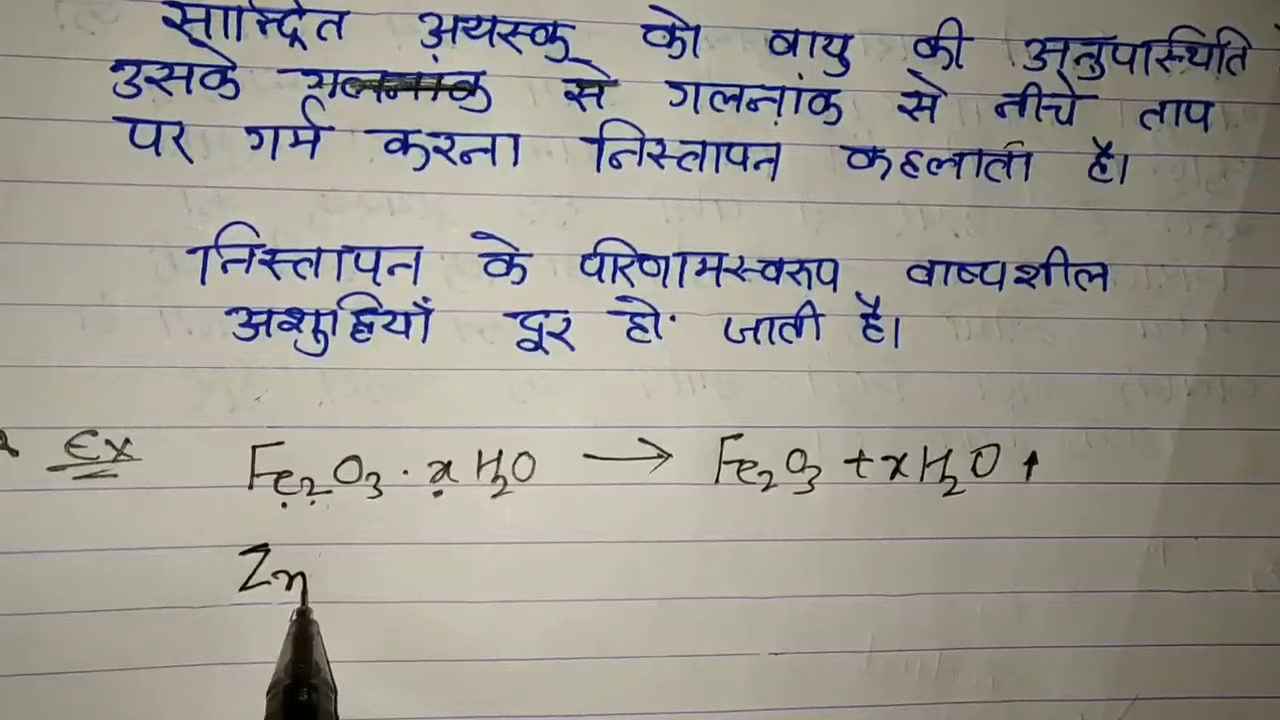 सान्द्रित अयस्क को वायु की अनुपस्थिति
उसके गलनांक से गलनांक से नीचे ताप
पर गर्म करना निस्तापन कहलाती है।
निस्तापन के परिणामस्वरूप वाष्पशील
अशुद्धियाँ दूर हो जाती है।
Ex Fe₂O₃ · xH₂O → Fe₂O₃ + xH₂O ↑
Zn